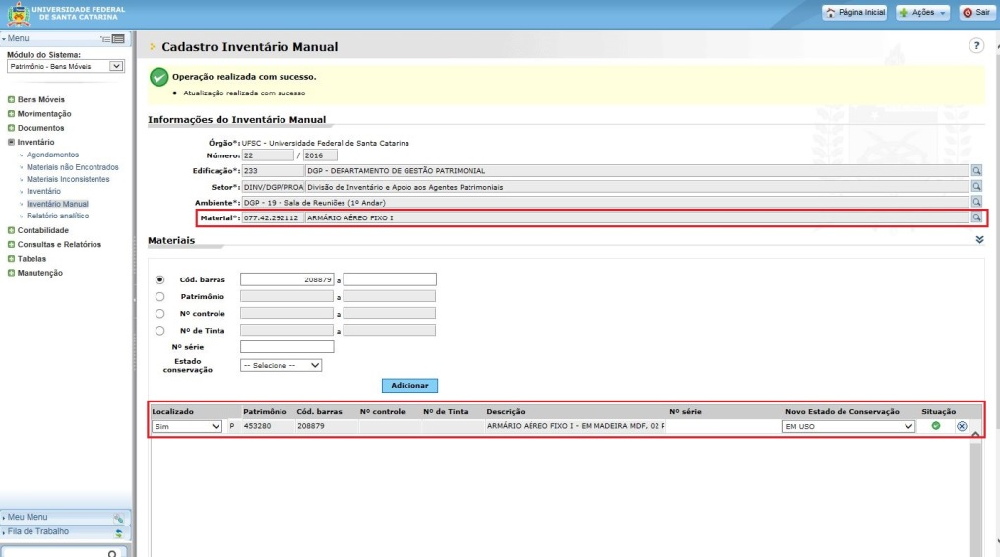 UNIVERSIDADE FEDERAL
DE SANTA CATARINA
Página Inicial
Ações
Sair
Menu
Módulo do Sistema:
Patrimônio - Bens Móveis
Bens Móveis
Movimentação
Documentos
Inventário
Agendamentos
Materiais não Encontrados
Materiais Inconsistentes
Inventário
Inventário Manual
Relatório analítico
Contabilidade
Consultas e Relatórios
Tabelas
Manutenção
Meu Menu
Fila de Trabalho
Cadastro Inventário Manual
?
Operação realizada com sucesso.
Atualização realizada com sucesso
Informações do Inventário Manual
Órgão*: UFSC - Universidade Federal de Santa Catarina
Número: 22 / 2016
Edificação*: 233 DGP - DEPARTAMENTO DE GESTÃO PATRIMONIAL
Setor*: DINV/DGP/PROA Divisão de Inventário e Apoio aos Agentes Patrimoniais
Ambiente*: DGP - 19 - Sala de Reuniões (1º Andar)
Material*: 077.42.292112 ARMÁRIO AÉREO FIXO I
Materiais
Cód. barras 208879 a
Patrimônio a
Nº controle a
Nº de Tinta a
Nº série
Estado
conservação -- Selecione --
Adicionar
Localizado Patrimônio Cód. barras Nº controle Nº de Tinta Descrição Nº série Novo Estado de Conservação Situação
Sim P 453280 208879 ARMÁRIO AÉREO FIXO I - EM MADEIRA MDF, 02 P EM USO